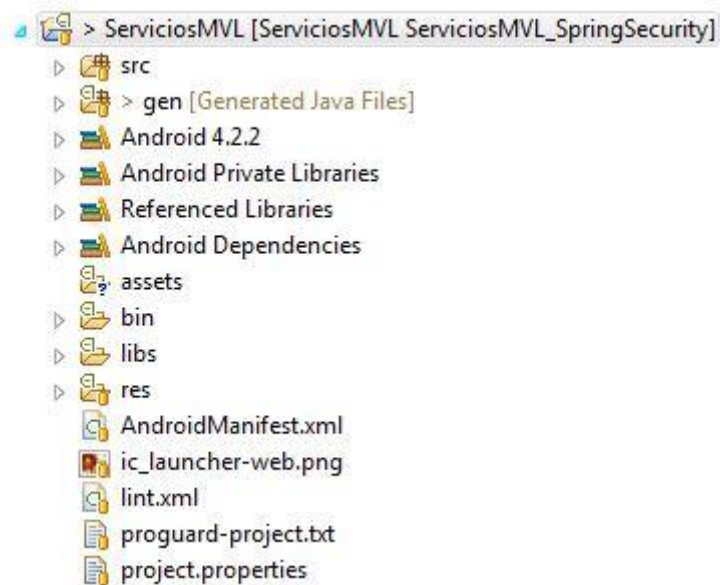 > ServiciosMVL [ServiciosMVL ServiciosMVL_SpringSecurity]
src
> gen [Generated Java Files]
Android 4.2.2
Android Private Libraries
Referenced Libraries
Android Dependencies
assets
bin
libs
res
AndroidManifest.xml
ic_launcher-web.png
lint.xml
proguard-project.txt
project.properties